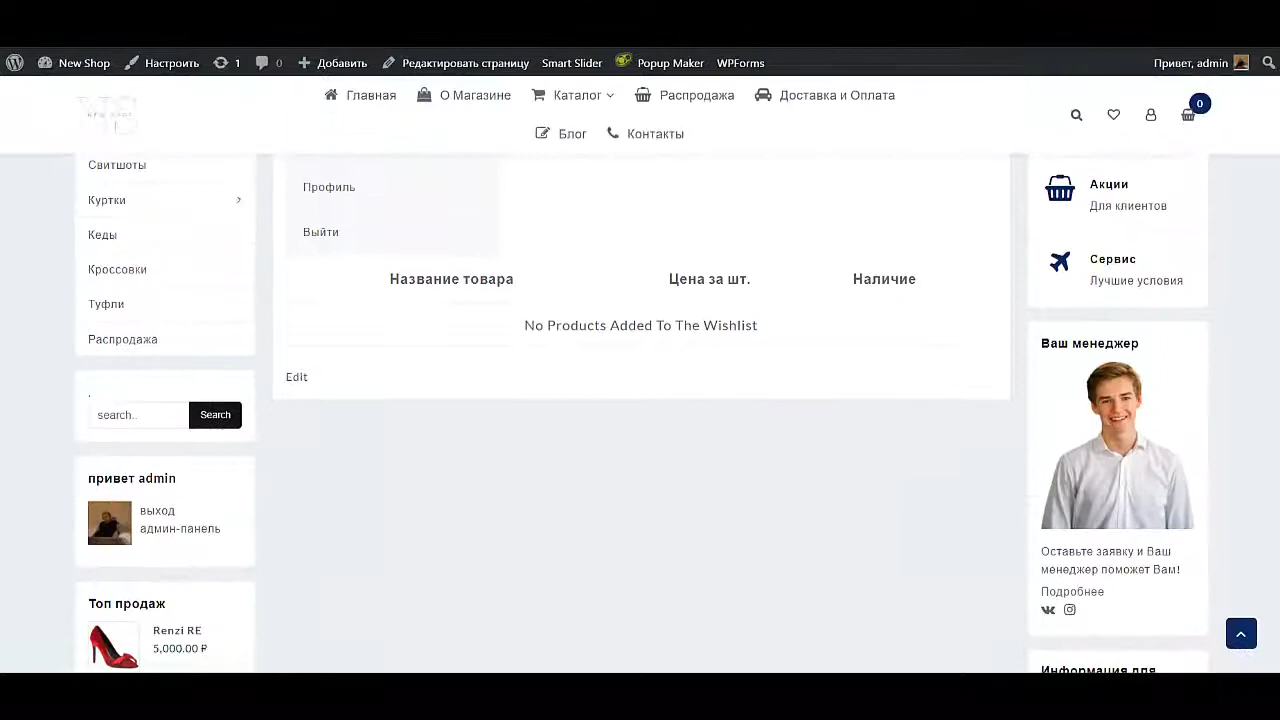 New Shop Настроить 1 0 Добавить Редактировать страницу Smart Slider Popup Maker WPForms Привет, admin
Главная О Магазине Каталог Распродажа Доставка и Оплата
Блог Контакты
0
Свитшоты
Куртки
Кеды
Кроссовки
Туфли
Распродажа
.
search.. Search
привет admin
выход
админ-панель
Топ продаж
Renzi RE
5,000.00 ₽
Профиль
Выйти
Название товара Цена за шт. Наличие
No Products Added To The Wishlist
Edit
Акции
Для клиентов
Сервис
Лучшие условия
Ваш менеджер
Оставьте заявку и Ваш
менеджер поможет Вам!
Подробнее
Информация для